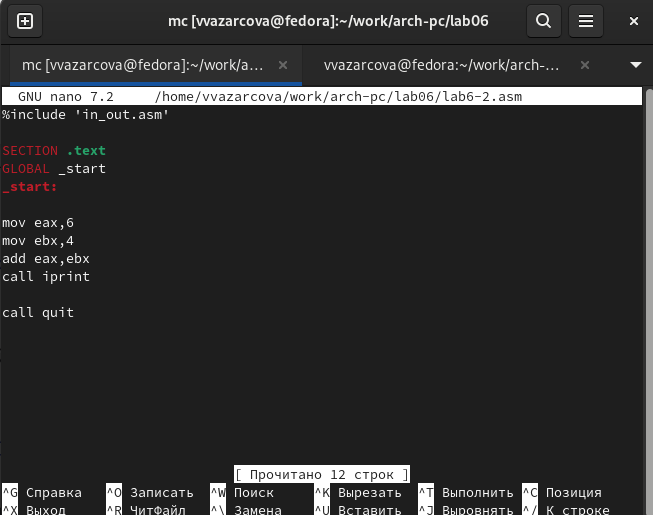 mc [vvazarcova@fedora]:~/work/arch-pc/lab06
mc [vvazarcova@fedora]:~/work/a... vvazarcova@fedora:~/work/arch-...
GNU nano 7.2 /home/vvazarcova/work/arch-pc/lab06/lab6-2.asm
%include 'in_out.asm'
SECTION .text
GLOBAL _start
_start:
mov eax,6
mov ebx,4
add eax,ebx
call iprint
call quit
[ Прочитано 12 строк ]
^G Справка ^O Записать ^W Поиск ^K Вырезать ^T Выполнить ^C Позиция
^X Выход ^R ЧитФайл ^\ Замена ^U Вставить ^J Выровнять ^/ К строке